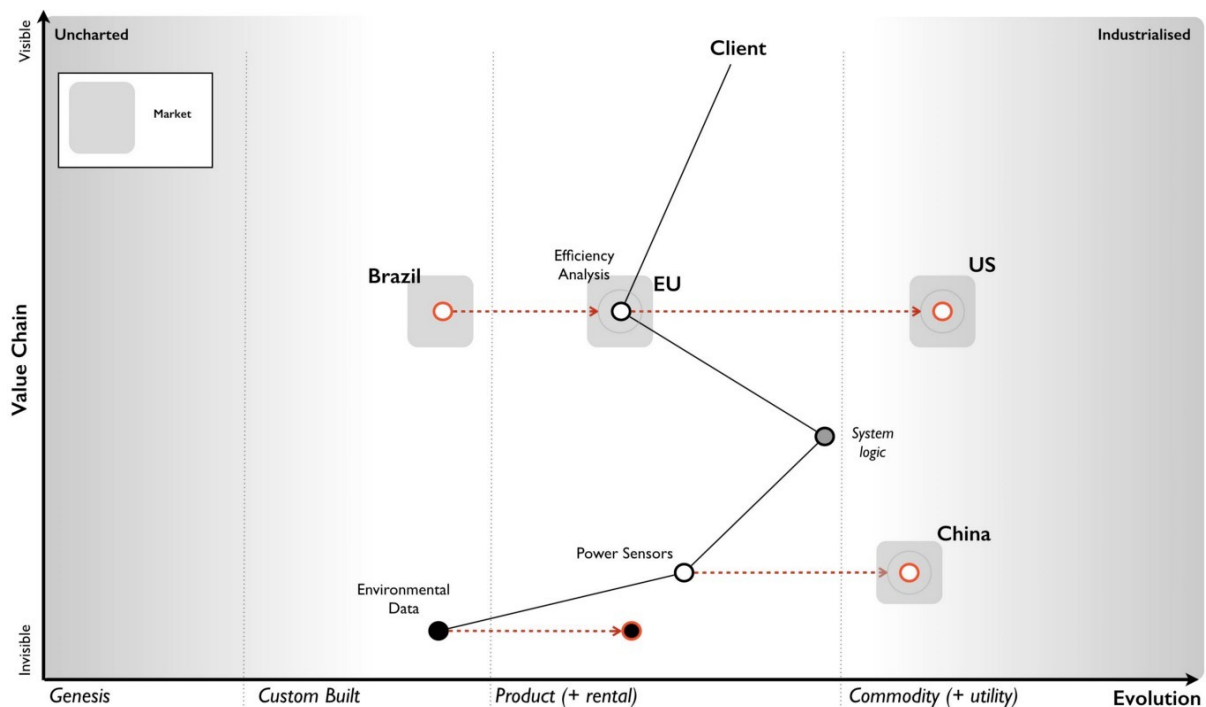 Visible
Uncharted
Client
Industrialised
Market
Efficiency
Analysis
Brazil
EU
US
Value Chain
System
logic
China
Power Sensors
Environmental
Data
Invisible
Genesis
Custom Built
Product (+ rental)
Commodity (+ utility)
Evolution